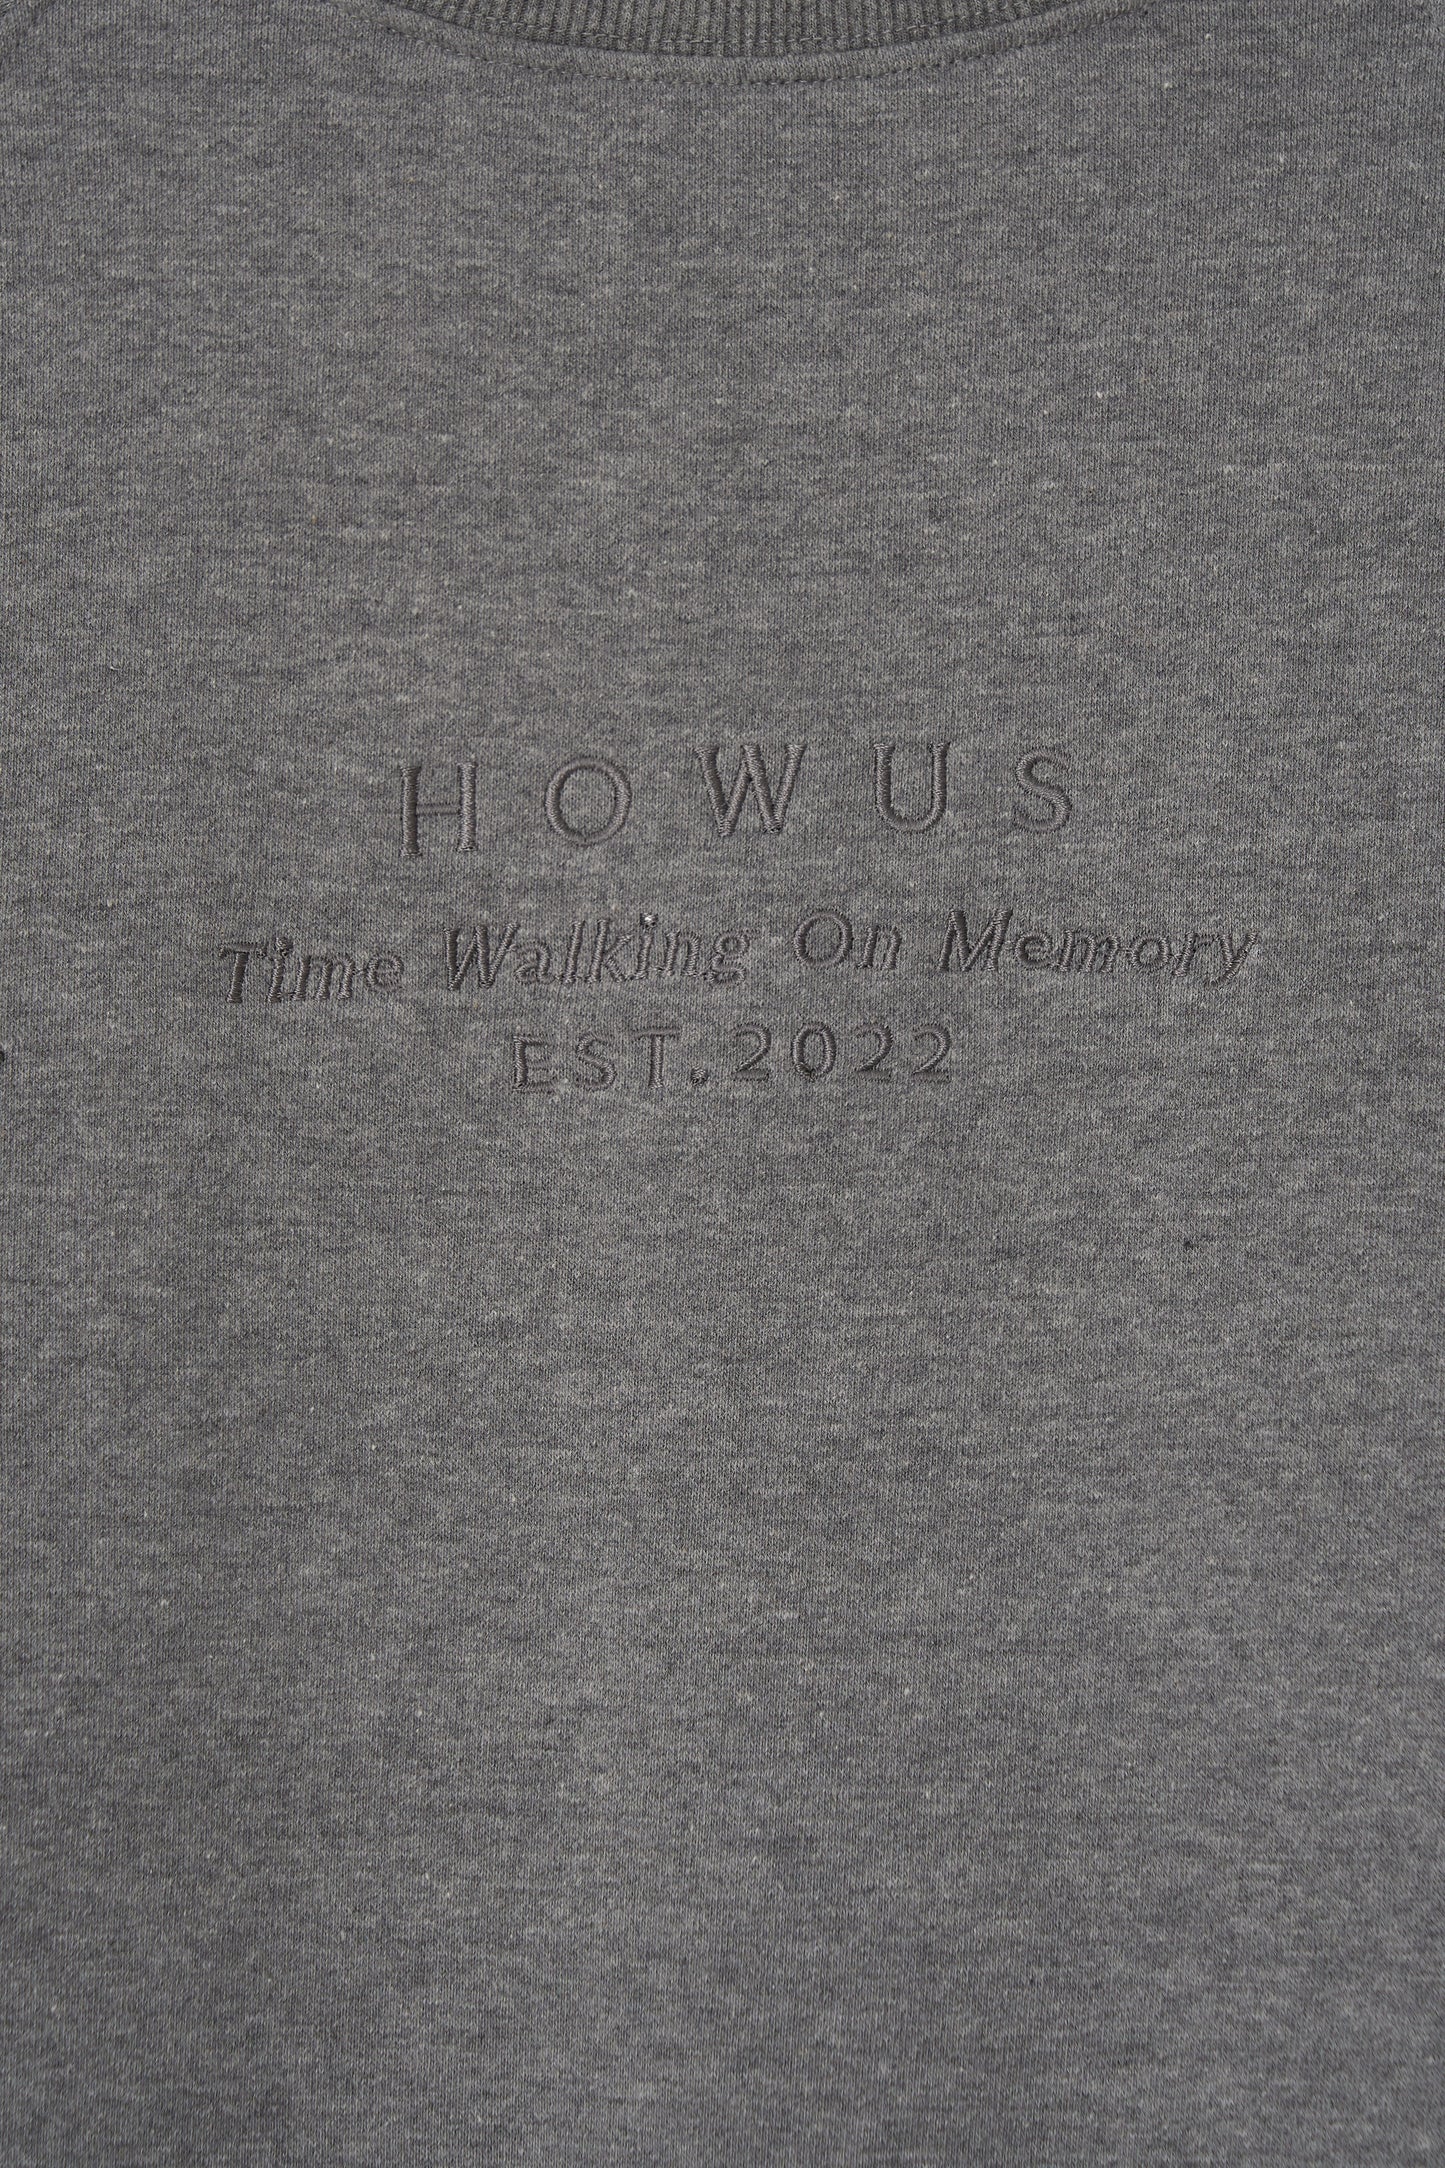 HOWUS
Time Walking On Memory
EST.2022